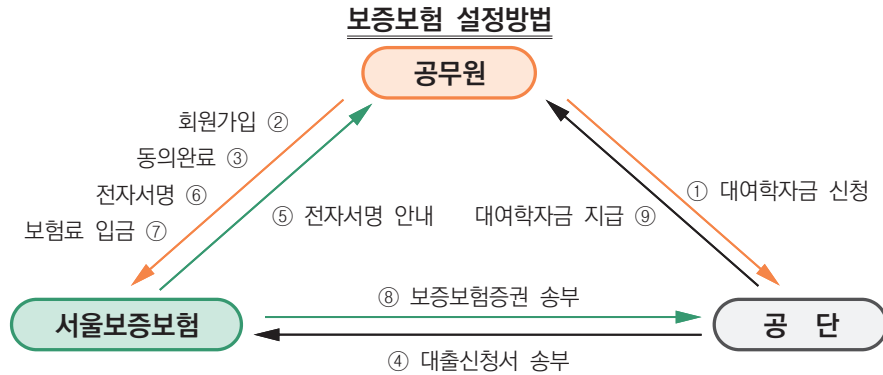 보증보험 설정방법
공무원
회원가입 ②
동의완료 ③
전자서명 ⑥
보험료 입금 ⑦
⑤ 전자서명 안내
대여학자금 지급 ⑨
① 대여학자금 신청
⑧ 보증보험증권 송부
서울보증보험
공 단
④ 대출신청서 송부